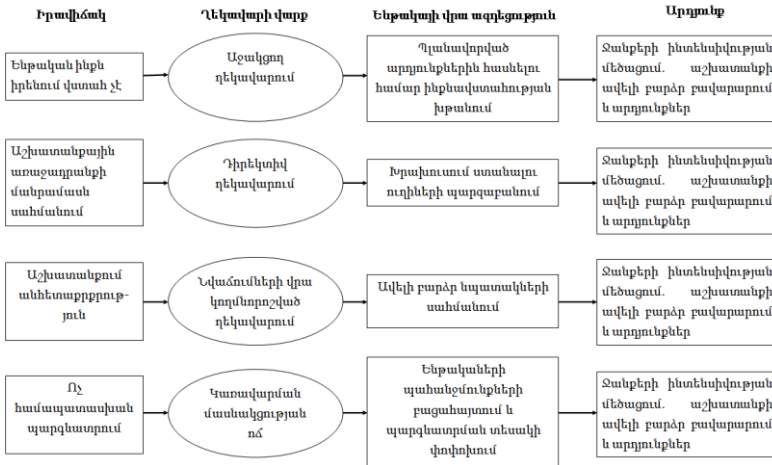 Իրավիճակ
Ղեկավարի վարք
Ենթակայի վրա ազդեցություն
Արդյունք
Ենթական ինքն
իրենում վստահ չէ
Աջակցող
ղեկավարում
Պլանավորված
արդյունքներին հասնելու
համար ինքնավստահության
խթանում
Ջանքերի ինտենսիվության
մեծացում. աշխատանքի
ավելի բարձր բավարարում
և արդյունքներ
Աշխատանքային
առաջադրանքի
մանրամասն
սահմանում
Դիրեկտիվ
ղեկավարում
Խրախուսում ստանալու
ուղիների պարզաբանում
Ջանքերի ինտենսիվության
մեծացում. աշխատանքի
ավելի բարձր բավարարում
և արդյունքներ
Աշխատանքում
անհետաքրքրութ-
յուն
Նվաճումների վրա
կողմնորոշված
ղեկավարում
Ավելի բարձր նպատակների
սահմանում
Ջանքերի ինտենսիվության
մեծացում. աշխատանքի
ավելի բարձր բավարարում
և արդյունքներ
Ոչ
համապատասխան
պարգևատրում
Կառավարման
մասնակցության
ոճ
Ենթակաների
պահանջմունքների
բացահայտում և
պարգևատրման տեսակի
փոփոխում
Ջանքերի ինտենսիվության
մեծացում. աշխատանքի
ավելի բարձր բավարարում
և արդյունքներ